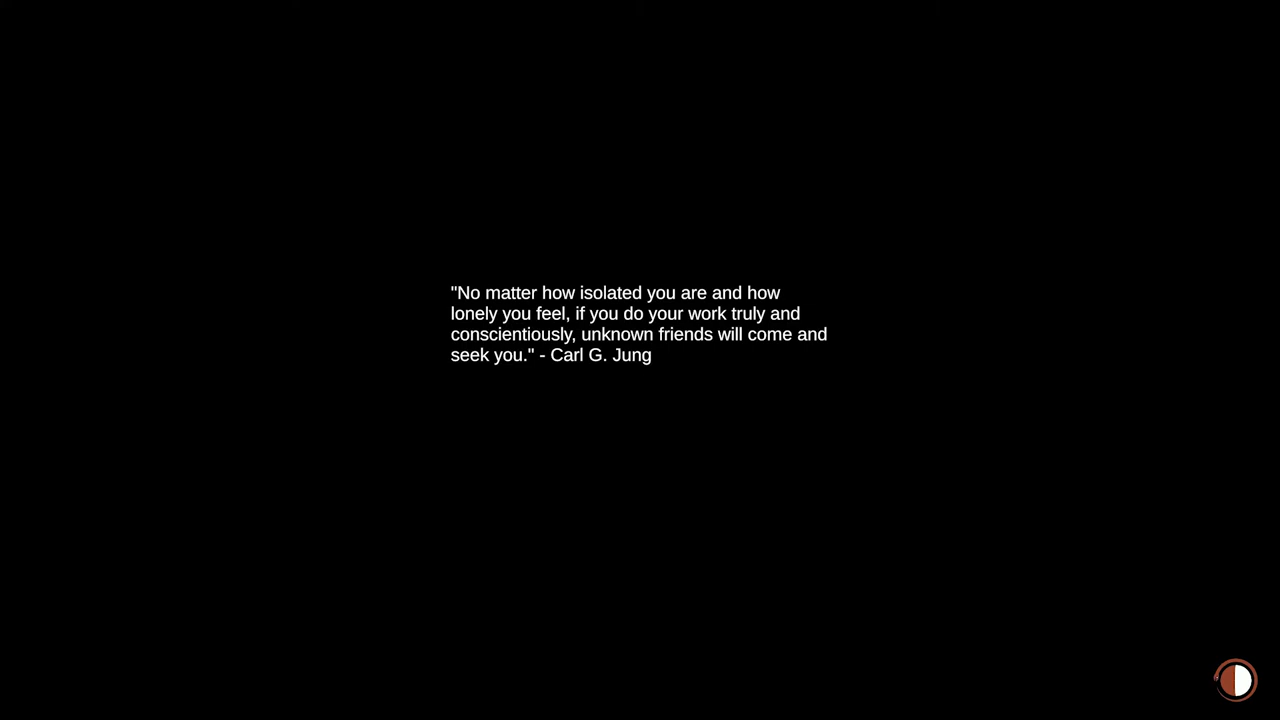 "No matter how isolated you are and how
lonely you feel, if you do your work truly and
conscientiously, unknown friends will come and
seek you." - Carl G. Jung